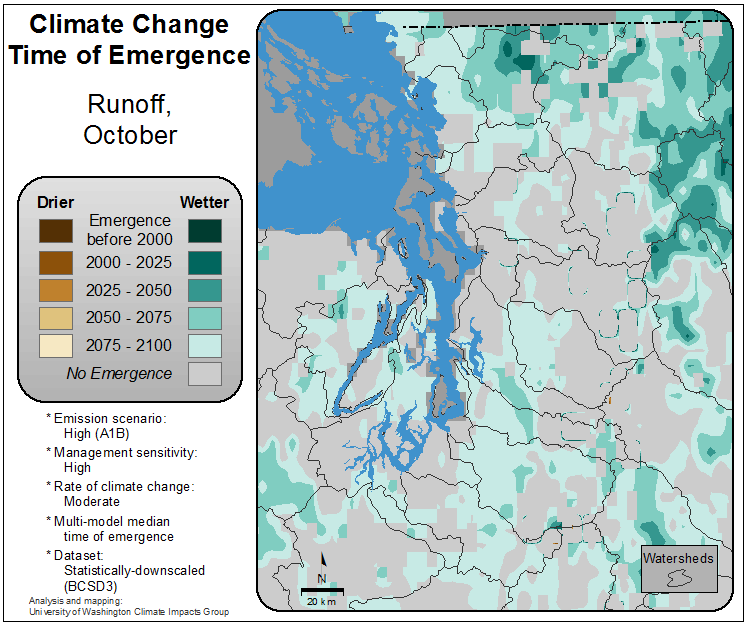 Climate Change
Time of Emergence
Runoff,
October
Drier
Wetter
Emergence
before 2000
2000 - 2025
2025 - 2050
2050 - 2075
2075 - 2100
No Emergence
* Emission scenario:
High (A1B)
* Management sensitivity:
High
* Rate of climate change:
Moderate
* Multi-model median
time of emergence
* Dataset:
Statistically-downscaled
(BCSD3)
Analysis and mapping:
University of Washington Climate Impacts Group
N
20 km
Watersheds